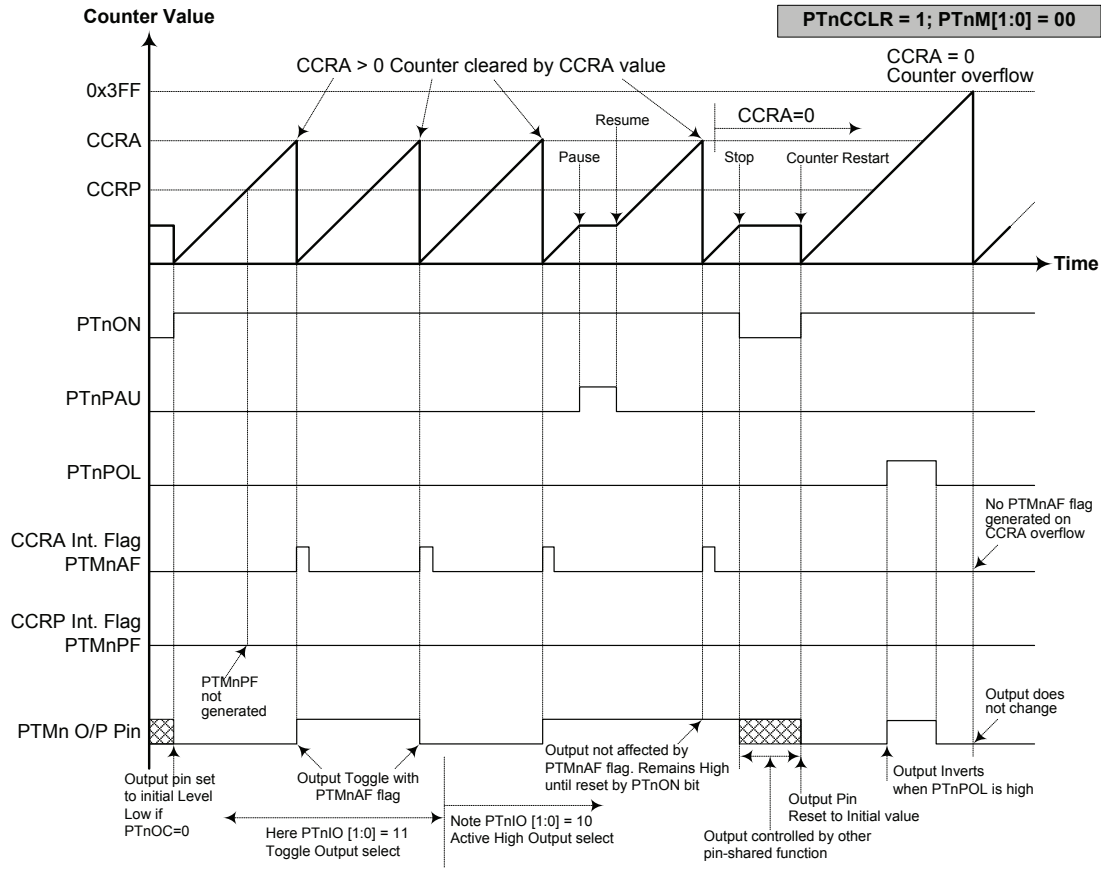 Counter Value
PTnCCLR = 1; PTnM[1:0] = 00
CCRA > 0 Counter cleared by CCRA value
CCRA = 0
Counter overflow
0x3FF
CCRA
CCRP
Pause
Resume
CCRA=0
Stop
Counter Restart
Time
PTnON
PTnPAU
PTnPOL
No PTMnAF flag
generated on
CCRA overflow
CCRA Int. Flag
PTMnAF
CCRP Int. Flag
PTMnPF
PTMnPF
not
generated
Output does
not change
PTMn O/P Pin
Output pin set
to initial Level
Low if
PTnOC=0
Output Toggle with
PTMnAF flag
Here PTnIO [1:0] = 11
Toggle Output select
Output not affected by
PTMnAF flag. Remains High
until reset by PTnON bit
Note PTnIO [1:0] = 10
Active High Output select
Output controlled by other
pin-shared function
Output Pin
Reset to Initial value
Output Inverts
when PTnPOL is high